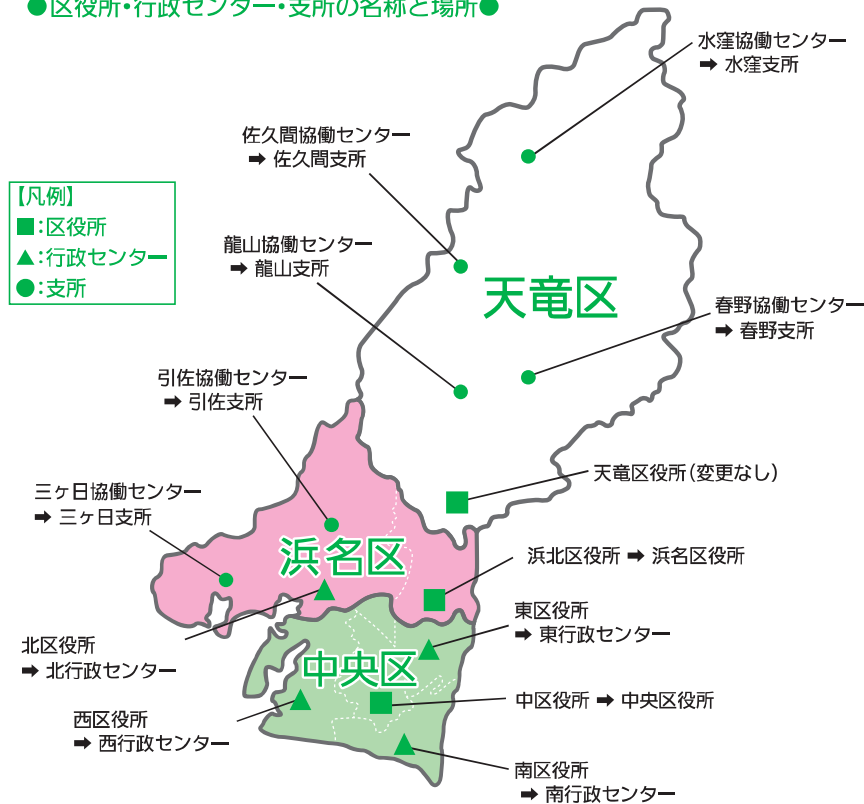 ●区役所・行政センター・支所の名称と場所●
水窪協働センター
➡ 水窪支所
佐久間協働センター
➡ 佐久間支所
【凡例】
■:区役所
▲:行政センター
●:支所
龍山協働センター
➡ 龍山支所
天竜区
春野協働センター
➡ 春野支所
引佐協働センター
➡ 引佐支所
天竜区役所(変更なし)
三ヶ日協働センター
➡ 三ヶ日支所
浜名区
浜北区役所 ➡ 浜名区役所
東区役所
➡ 東行政センター
北区役所
➡ 北行政センター
中央区
中区役所 ➡ 中央区役所
西区役所
➡ 西行政センター
南区役所
➡ 南行政センター